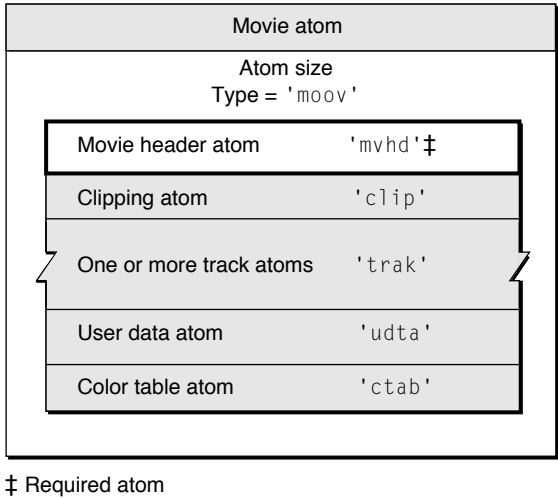 Movie atom
Atom size
Type = 'moov'
Movie header atom 'mvhd'‡
Clipping atom 'clip'
One or more track atoms 'trak'
User data atom 'udta'
Color table atom 'ctab'
‡ Required atom